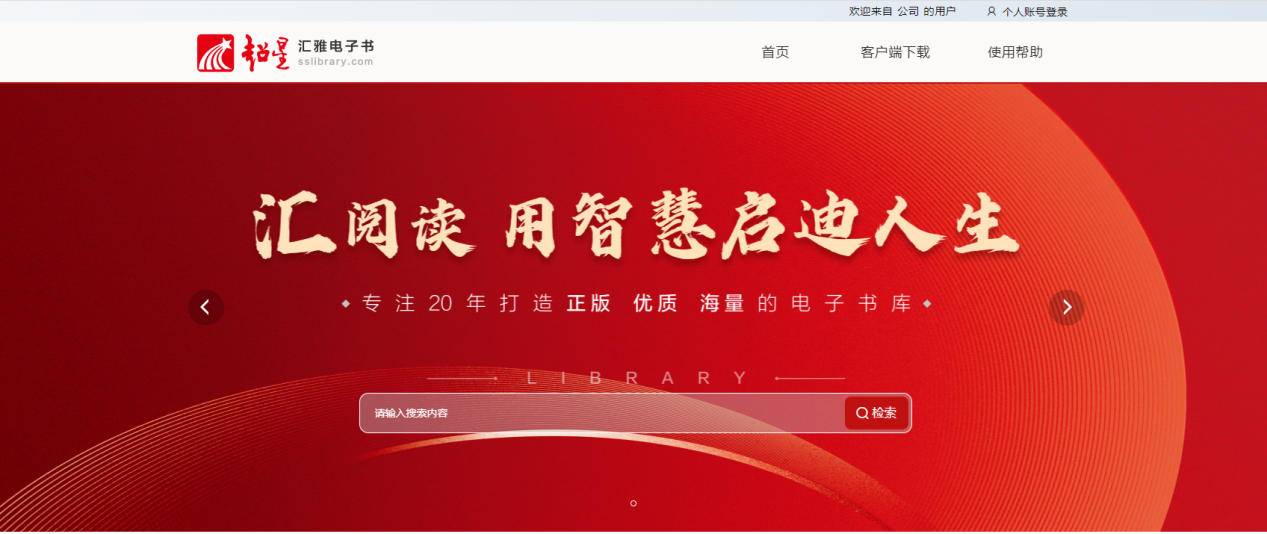 欢迎来自 公司 的用户 个人账号登录
超星 汇雅电子书
sslibrary.com
首页 客户端下载 使用帮助
汇阅读 用智慧启迪人生
专注20年打造正版 优质 海量的电子书库
LIBRARY
请输入搜索内容 检索